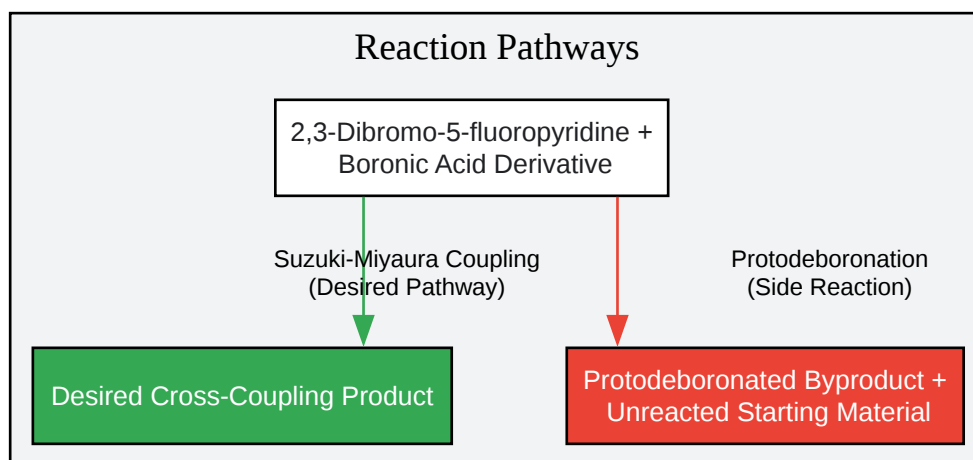 Reaction Pathways
2,3-Dibromo-5-fluoropyridine +
Boronic Acid Derivative
Suzuki-Miyaura Coupling
(Desired Pathway)
Protodeboronation
(Side Reaction)
Desired Cross-Coupling Product
Protodeboronated Byproduct +
Unreacted Starting Material